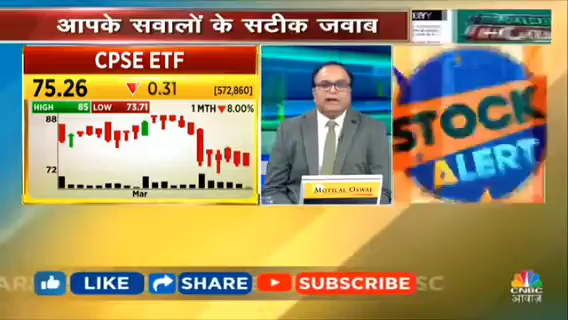 आपके सवालों के सटीक जवाब
CPSE ETF
75.26 ▼ 0.31 [572,860]
HIGH 85 LOW 73.71 1 MTH ▼8.00%
88
72
Mar
MOTILAL OSWAL
STOCK
ALERT
LIKE SHARE SUBSCRIBE SC
CNBC
आवाज़